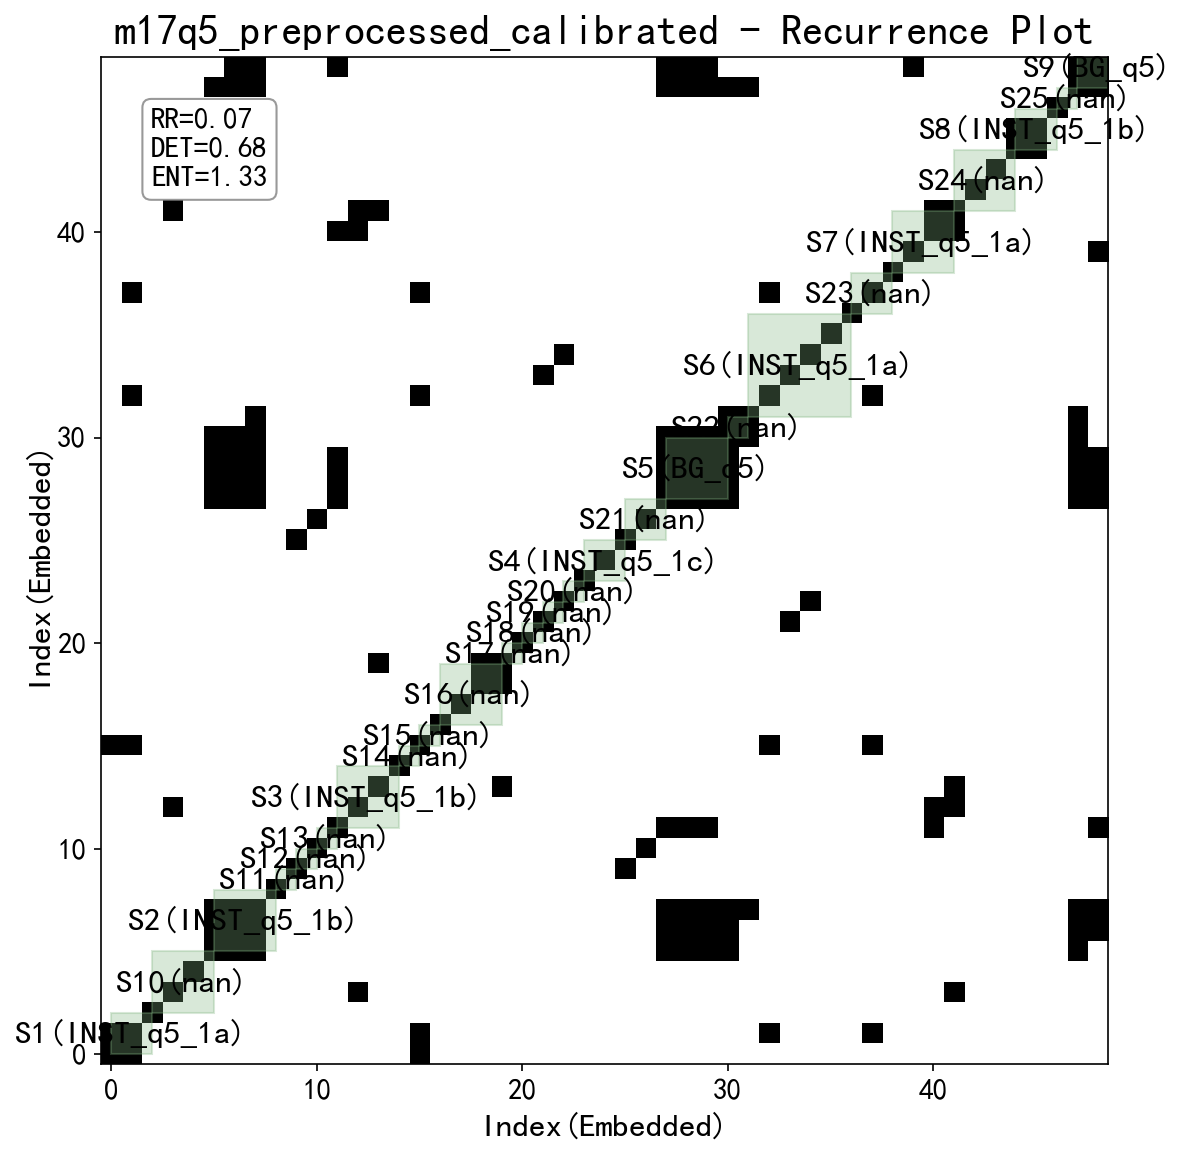 m17q5_preprocessed_calibrated - Recurrence Plot
RR=0.07
DET=0.68
ENT=1.33
S9(BG_q5)
S25(nan)
S8(INST_q5_1b)
S24(nan)
S7(INST_q5_1a)
S23(nan)
S6(INST_q5_1a)
S22(nan)
S5(BG_q5)
S21(nan)
S4(INST_q5_1c)
S20(nan)
S19(nan)
S18(nan)
S17(nan)
S16(nan)
S15(nan)
S14(nan)
S3(INST_q5_1b)
S13(nan)
S12(nan)
S11(nan)
S2(INST_q5_1b)
S10(nan)
S1(INST_q5_1a)
40
30
20
10
0
Index(Embedded)
0 10 20 30 40
Index(Embedded)